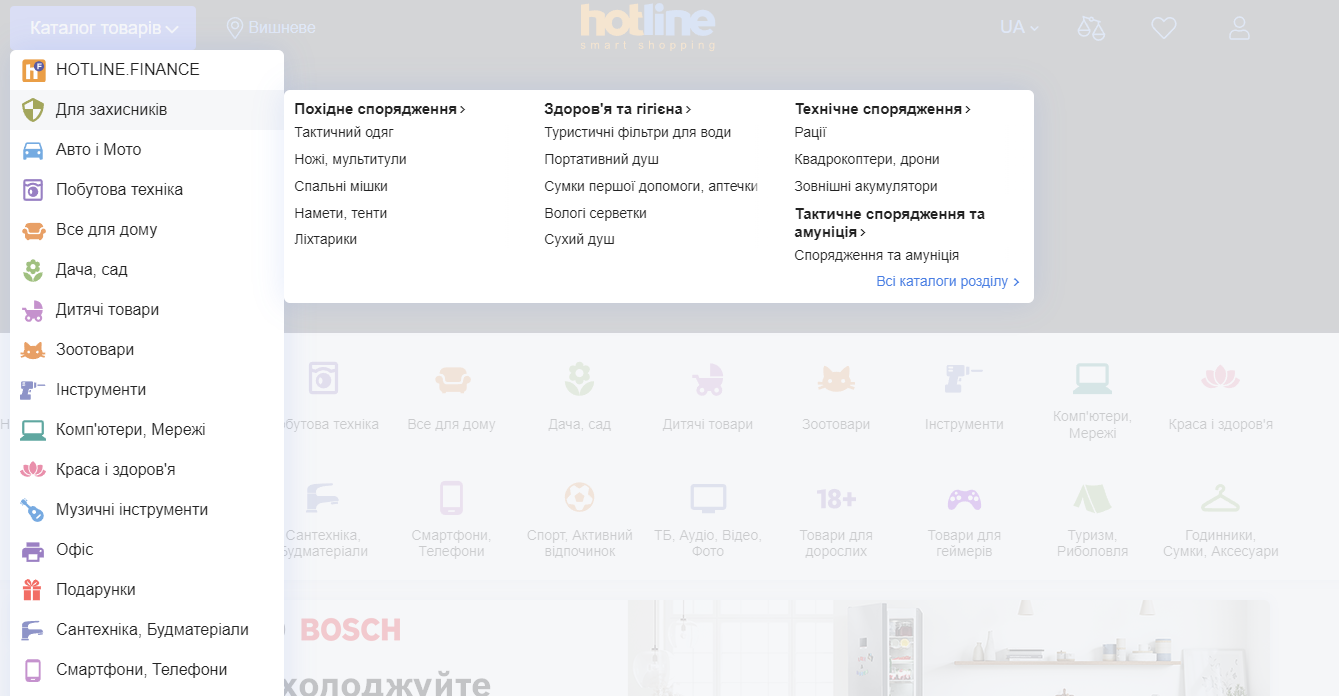 Каталог товарів
Вишневе
hotline
smart shopping
UA
HOTLINE.FINANCE
Для захисників
Авто і Мото
Побутова техніка
Все для дому
Дача, сад
Дитячі товари
Зоотовари
Інструменти
Комп'ютери, Мережі
Краса і здоров'я
Музичні інструменти
Офіс
Подарунки
Сантехніка, Будматеріали
Смартфони, Телефони
Похідне спорядження
Тактичний одяг
Ножі, мультитули
Спальні мішки
Намети, тенти
Ліхтарики
Здоров'я та гігієна
Туристичні фільтри для води
Портативний душ
Сумки першої допомоги, аптечки
Вологі серветки
Сухий душ
Технічне спорядження
Рації
Квадрокоптери, дрони
Зовнішні акумулятори
Тактичне спорядження та
амуніція
Спорядження та амуніція
Всі каталоги розділу
обутова техніка
Все для дому
Дача, сад
Дитячі товари
Зоотовари
Інструменти
Комп'ютери,
Мережі
Краса і здоров'я
Сантехніка,
Будматеріали
Смартфони,
Телефони
Спорт, Активний
відпочинок
ТБ, Аудіо, Відео,
Фото
18+
Товари для
дорослих
Товари для
геймерів
Туризм,
Риболовля
Годинники,
Сумки, Аксесуари
BOSCH
холоджуйте